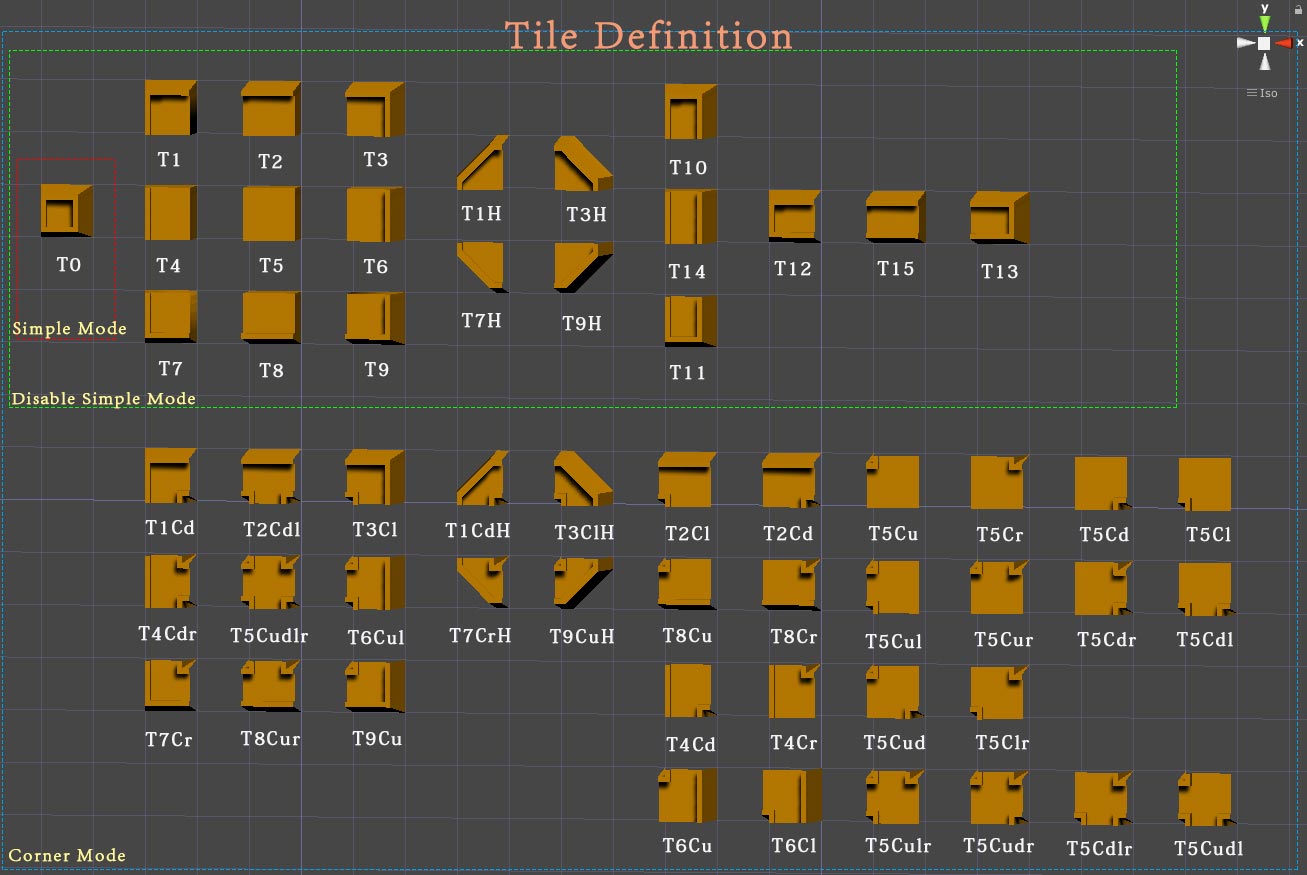 Tile Definition
y
x
Iso
T1 T2 T3
T10
T1H T3H
T0 T4 T5 T6
T14 T12 T15 T13
T7H T9H
Simple Mode
T7 T8 T9
T11
Disable Simple Mode
T1Cd T2Cdl T3Cl T1CdH T3ClH T2Cl T2Cd T5Cu T5Cr T5Cd T5Cl
T4Cdr T5Cudlr T6Cul T7CrH T9CuH T8Cu T8Cr T5Cul T5Cur T5Cdr T5Cdl
T7Cr T8Cur T9Cu T4Cd T4Cr T5Cud T5Clr
T6Cu T6Cl T5Culr T5Cudr T5Cdlr T5Cudl
Corner Mode